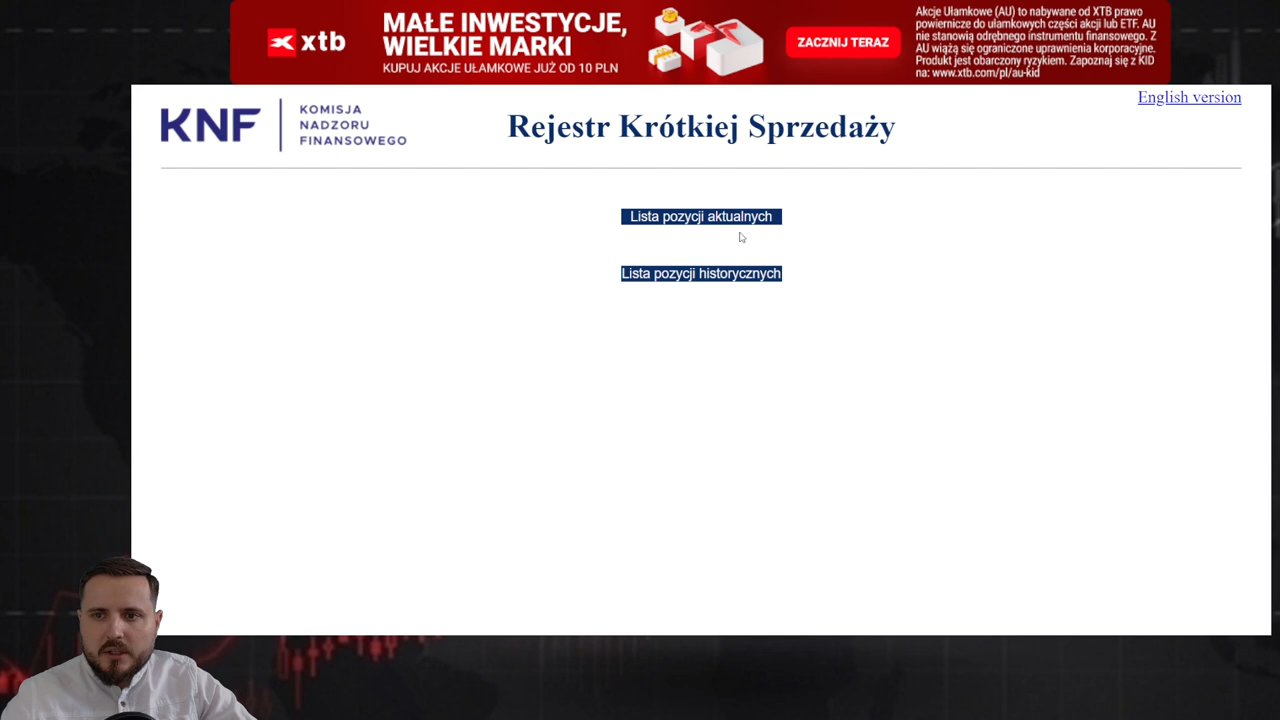 xtb
MAŁE INWESTYCJE,
WIELKIE MARKI
KUPUJ AKCJE UŁAMKOWE JUŻ OD 10 PLN
ZACZNIJ TERAZ
Akcje Ułamkowe (AU) to nabywane od XTB prawo
powiernicze do ułamkowych części akcji lub ETF. AU
nie stanowią odrębnego instrumentu finansowego. Z
AU wiążą się ograniczone uprawnienia korporacyjne.
Produkt jest obarczony ryzykiem. Zapoznaj się z KID
na: www.xtb.com/pl/au-kid
English version
KNF
KOMISJA
NADZORU
FINANSOWEGO
Rejestr Krótkiej Sprzedaży
Lista pozycji aktualnych
Lista pozycji historycznych